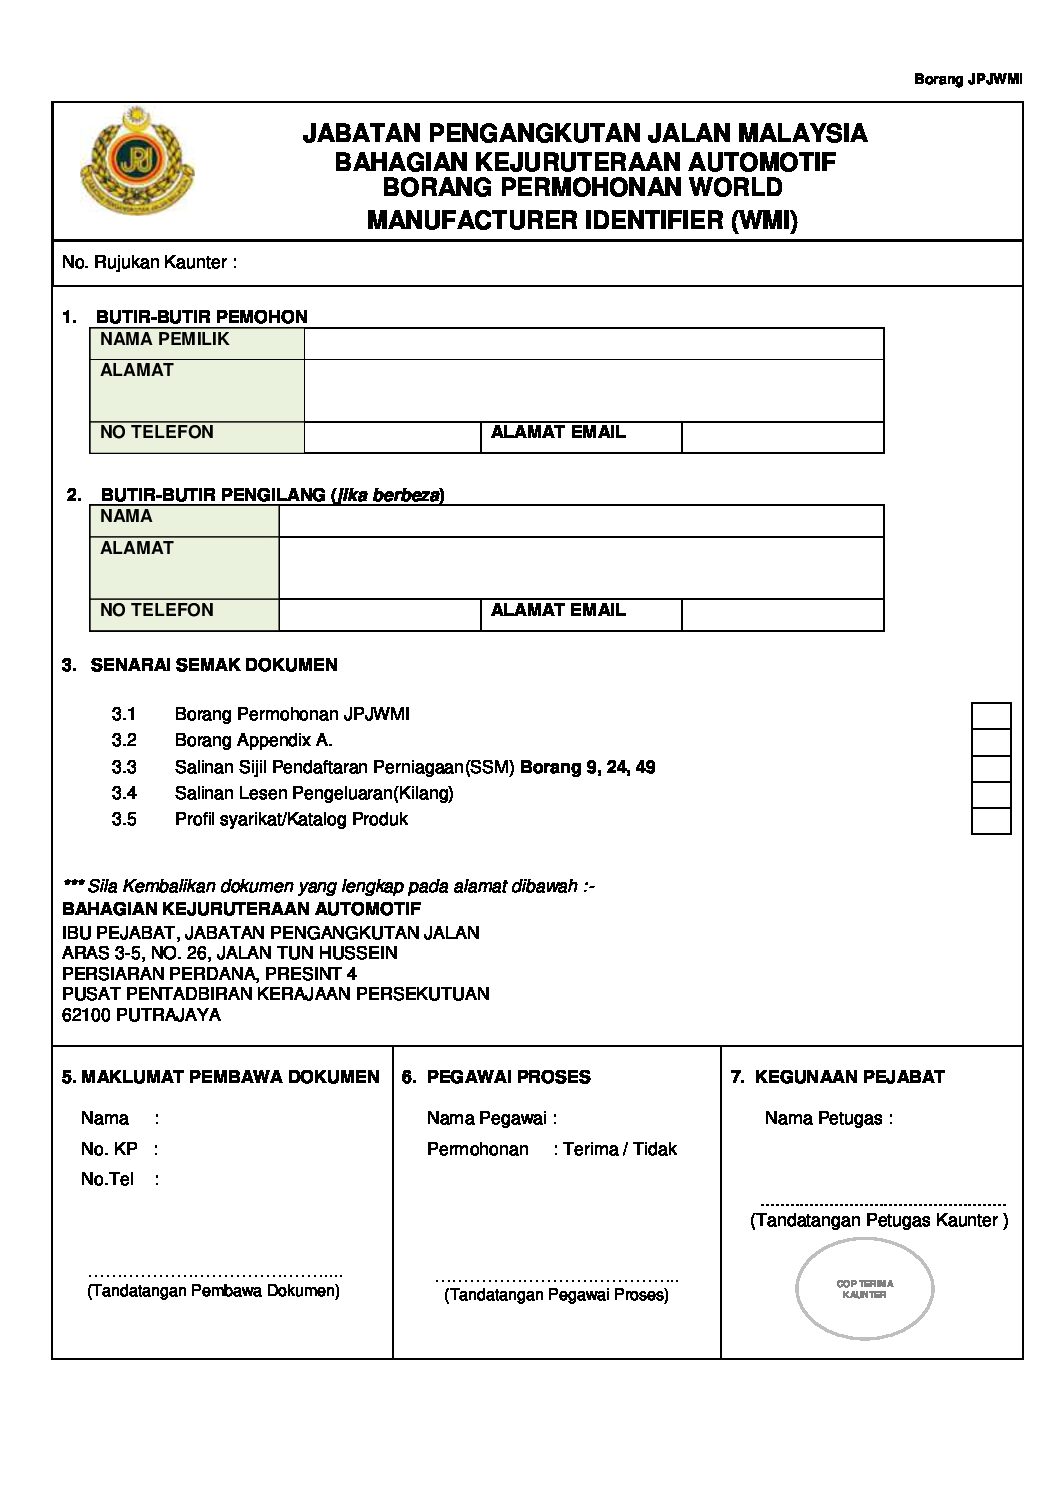 Borang JPJWMI
JPJ
JABATAN PENGANGKUTAN JALAN MALAYSIA
BAHAGIAN KEJURUTERAAN AUTOMOTIF
BORANG PERMOHONAN WORLD
MANUFACTURER IDENTIFIER (WMI)
No. Rujukan Kaunter :
1. BUTIR-BUTIR PEMOHON
NAMA PEMILIK
ALAMAT
NO TELEFON ALAMAT EMAIL
2. BUTIR-BUTIR PENGILANG (jika berbeza)
NAMA
ALAMAT
NO TELEFON ALAMAT EMAIL
3. SENARAI SEMAK DOKUMEN
3.1 Borang Permohonan JPJWMI
3.2 Borang Appendix A.
3.3 Salinan Sijil Pendaftaran Perniagaan(SSM) Borang 9, 24, 49
3.4 Salinan Lesen Pengeluaran(Kilang)
3.5 Profil syarikat/Katalog Produk
*** Sila Kembalikan dokumen yang lengkap pada alamat dibawah :-
BAHAGIAN KEJURUTERAAN AUTOMOTIF
IBU PEJABAT, JABATAN PENGANGKUTAN JALAN
ARAS 3-5, NO. 26, JALAN TUN HUSSEIN
PERSIARAN PERDANA, PRESINT 4
PUSAT PENTADBIRAN KERAJAAN PERSEKUTUAN
62100 PUTRAJAYA
5. MAKLUMAT PEMBAWA DOKUMEN
Nama :
No. KP :
No.Tel :
(Tandatangan Pembawa Dokumen)
6. PEGAWAI PROSES
Nama Pegawai :
Permohonan : Terima / Tidak
(Tandatangan Pegawai Proses)
7. KEGUNAAN PEJABAT
Nama Petugas :
(Tandatangan Petugas Kaunter )
COP TERIMA
KAUNTER